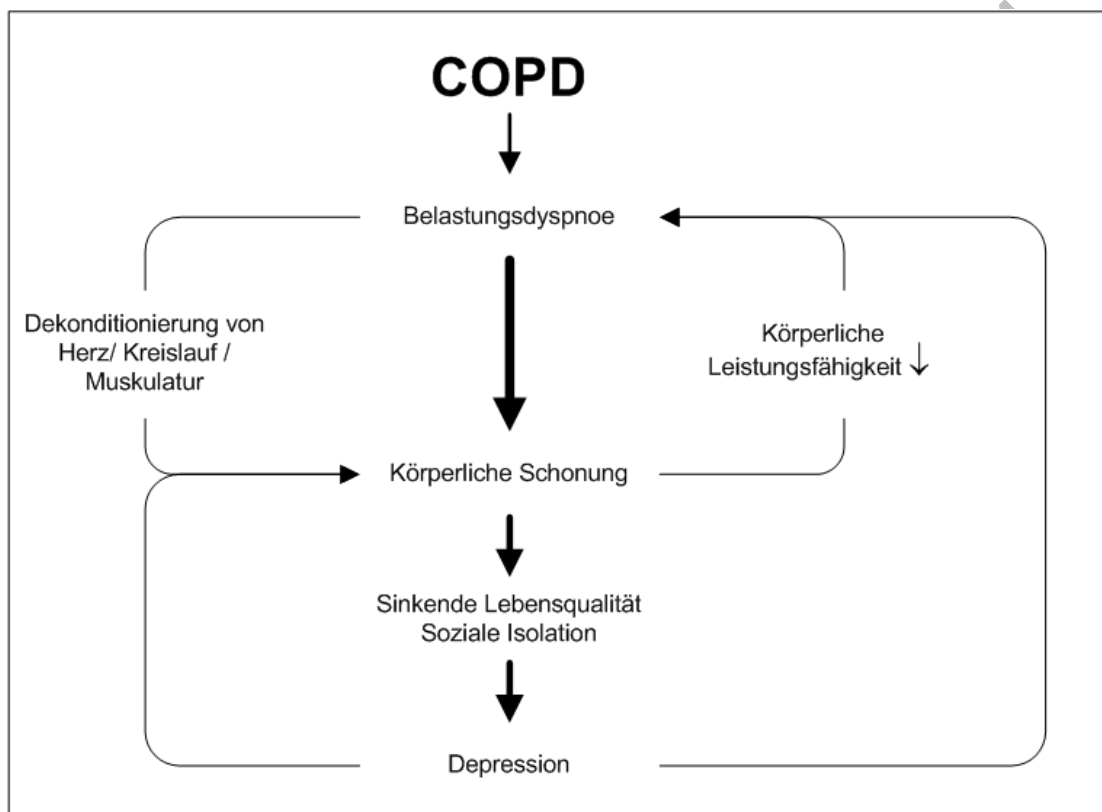 COPD
Belastungsdyspnoe
Dekonditionierung von
Herz/ Kreislauf /
Muskulatur
Körperliche
Leistungsfähigkeit ↓
Körperliche Schonung
Sinkende Lebensqualität
Soziale Isolation
Depression